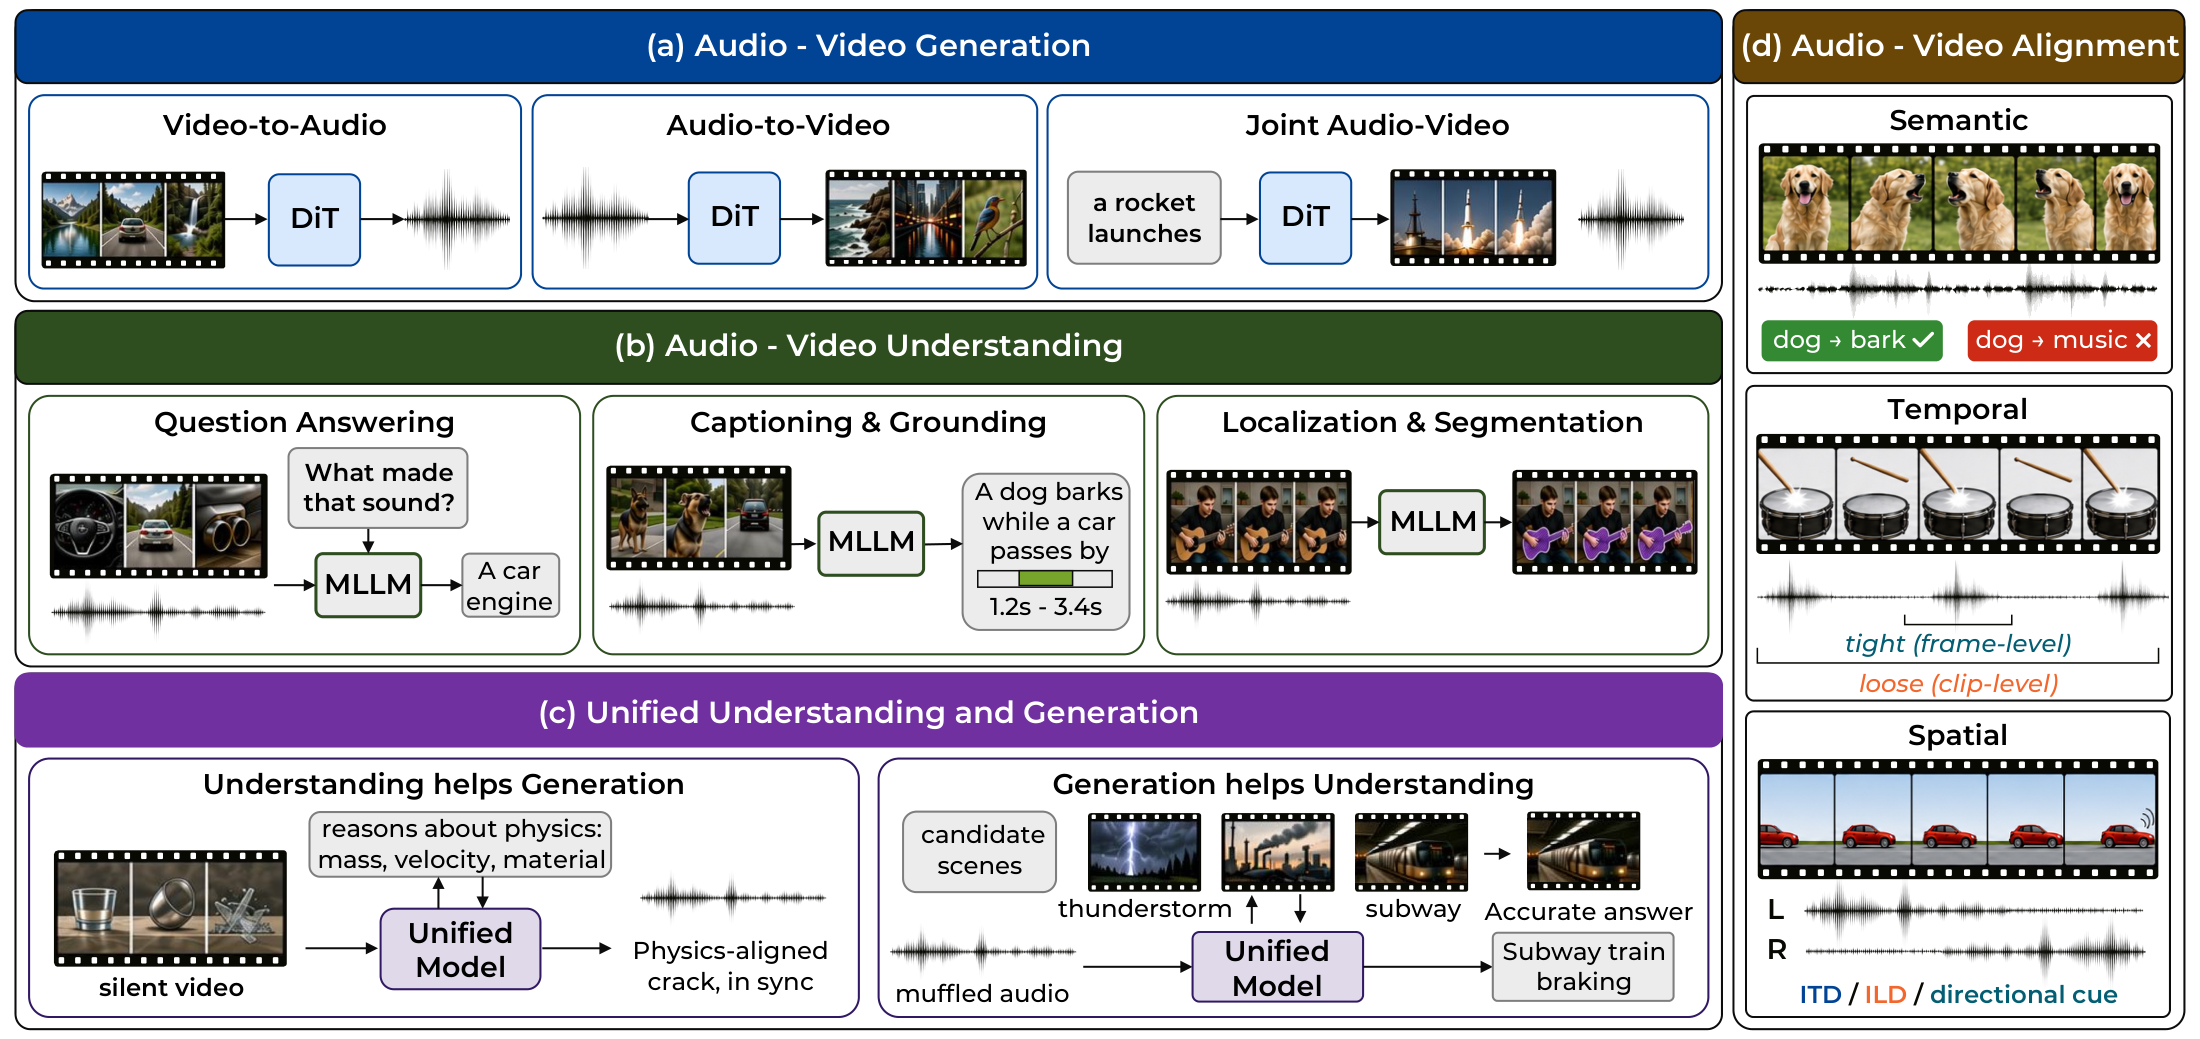 (a) Audio - Video Generation
Video-to-Audio
DiT
Audio-to-Video
DiT
Joint Audio-Video
a rocket
launches
DiT
(b) Audio - Video Understanding
Question Answering
What made
that sound?
MLLM
A car
engine
Captioning & Grounding
MLLM
A dog barks
while a car
passes by
1.2s - 3.4s
Localization & Segmentation
MLLM
(c) Unified Understanding and Generation
Understanding helps Generation
reasons about physics:
mass, velocity, material
silent video
Unified
Model
Physics-aligned
crack, in sync
Generation helps Understanding
candidate
scenes
thunderstorm
subway
Accurate answer
muffled audio
Unified
Model
Subway train
braking
(d) Audio - Video Alignment
Semantic
dog → bark ✓
dog → music ✕
Temporal
tight (frame-level)
loose (clip-level)
Spatial
L
R
ITD / ILD / directional cue